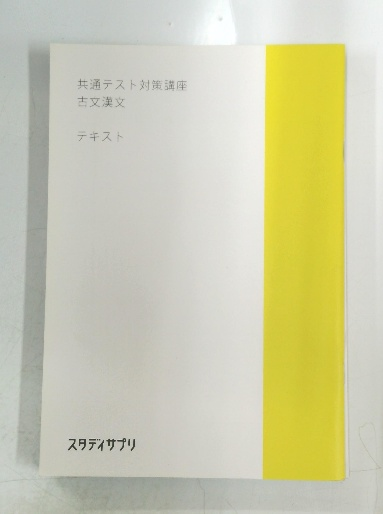 共通テスト対策講座
古文漢文
テキスト
スタディサプリ